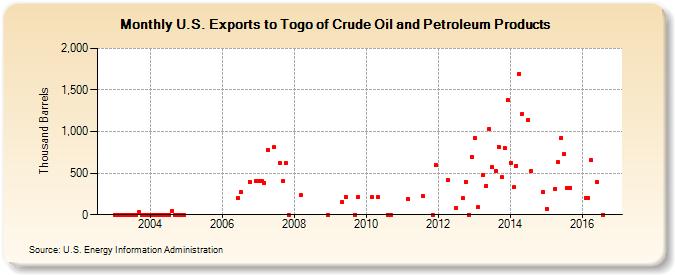 Monthly U.S. Exports to Togo of Crude Oil and Petroleum Products
Thousand Barrels
2,000
1,500
1,000
500
0
2004 2006 2008 2010 2012 2014 2016
Source: U.S. Energy Information Administration